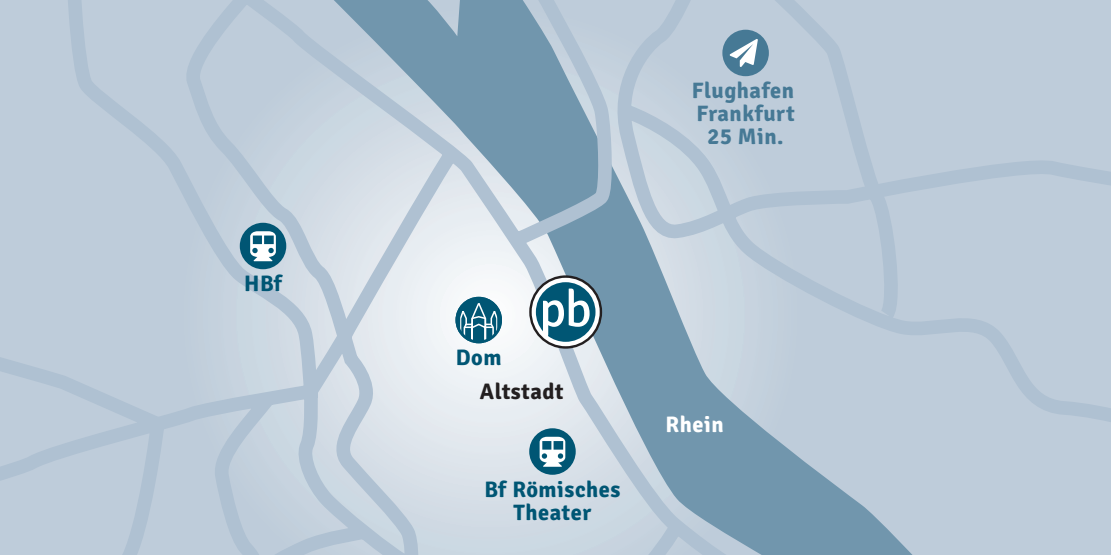 Flughafen
Frankfurt
25 Min.
HBf
pb
Dom
Altstadt
Rhein
Bf Römisches
Theater